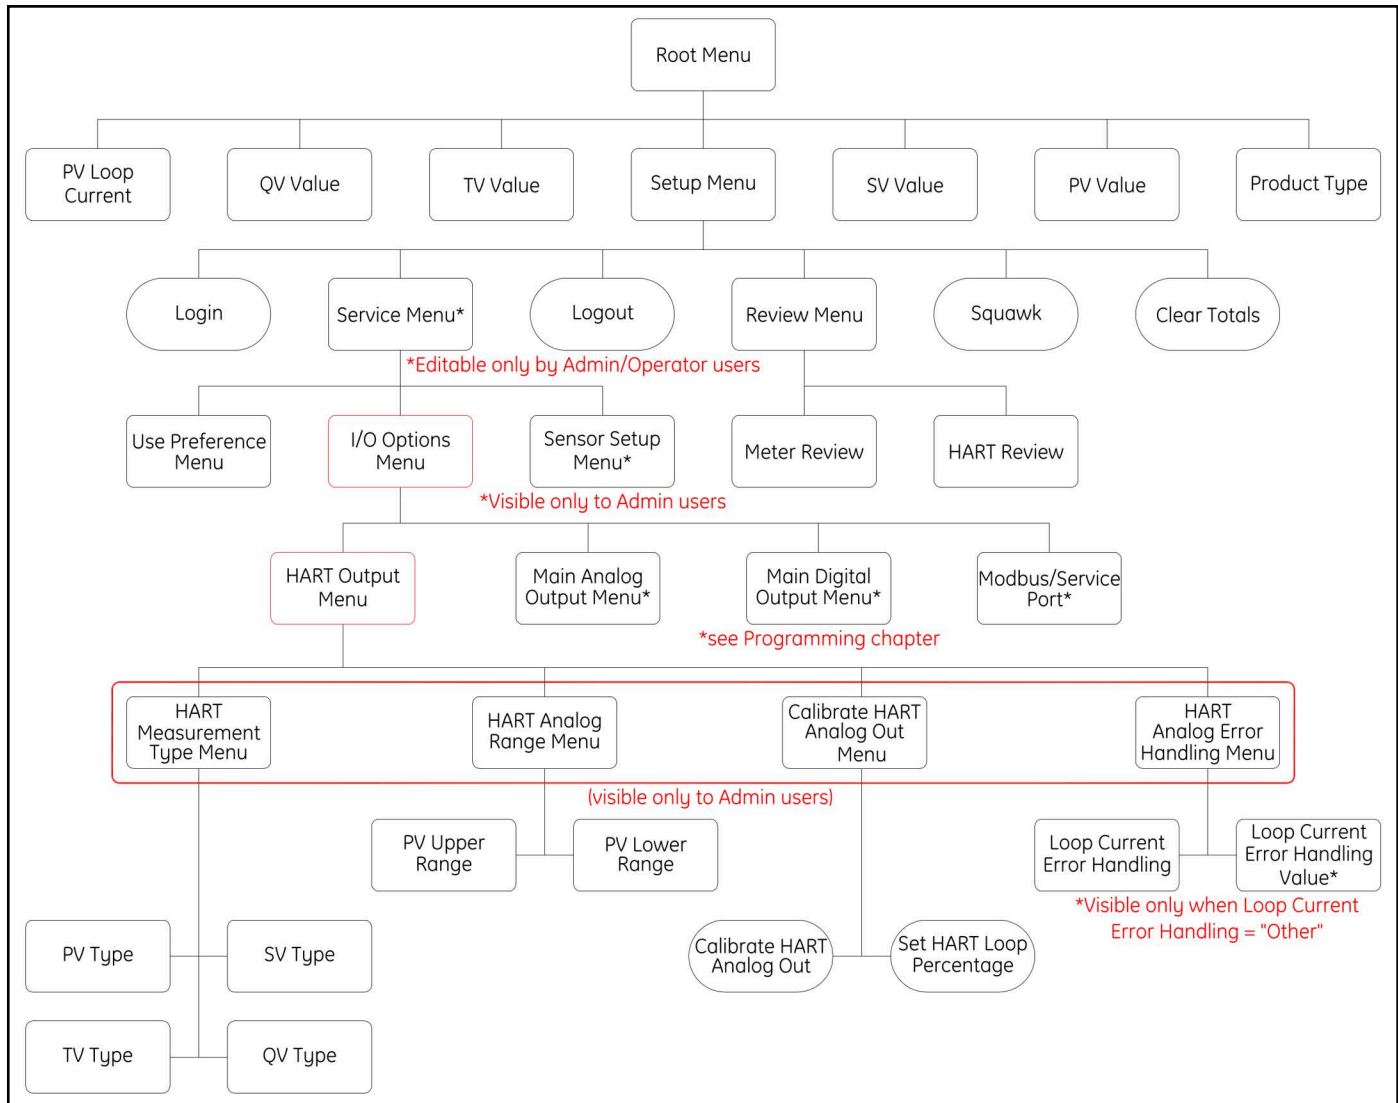 Root Menu
PV Loop
Current
QV Value
TV Value
Setup Menu
SV Value
PV Value
Product Type
Login
Service Menu*
Logout
Review Menu
Squawk
Clear Totals
*Editable only by Admin/Operator users
Use Preference
Menu
I/O Options
Menu
Sensor Setup
Menu*
Meter Review
HART Review
*Visible only to Admin users
HART Output
Menu
Main Analog
Output Menu*
Main Digital
Output Menu*
Modbus/Service
Port*
*see Programming chapter
HART
Measurement
Type Menu
HART Analog
Range Menu
Calibrate HART
Analog Out
Menu
HART
Analog Error
Handling Menu
(visible only to Admin users)
PV Upper
Range
PV Lower
Range
Loop Current
Error Handling
Loop Current
Error Handling
Value*
*Visible only when Loop Current
Error Handling = "Other"
PV Type
SV Type
Calibrate HART
Analog Out
Set HART Loop
Percentage
TV Type
QV Type